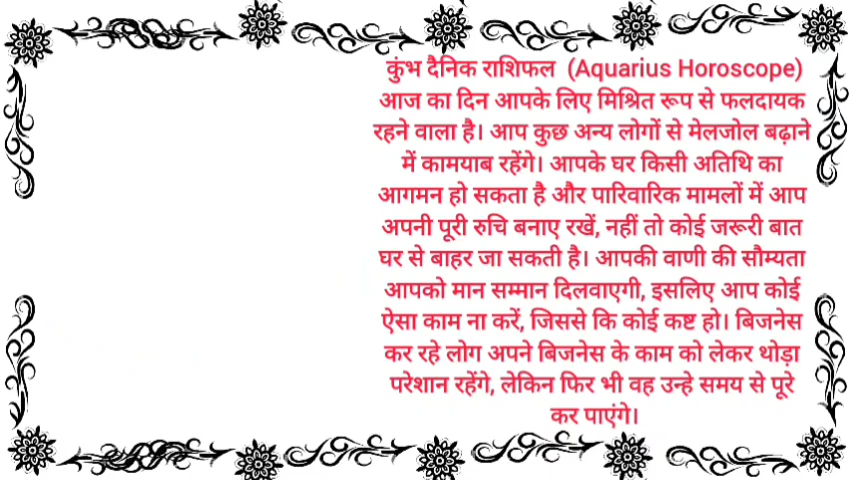 कुंभ दैनिक राशिफल (Aquarius Horoscope)
आज का दिन आपके लिए मिश्रित रूप से फलदायक
रहने वाला है। आप कुछ अन्य लोगों से मेलजोल बढ़ाने
में कामयाब रहेंगे। आपके घर किसी अतिथि का
आगमन हो सकता है और पारिवारिक मामलों में आप
अपनी पूरी रुचि बनाए रखें, नहीं तो कोई जरूरी बात
घर से बाहर जा सकती है। आपकी वाणी की सौम्यता
आपको मान सम्मान दिलवाएगी, इसलिए आप कोई
ऐसा काम ना करें, जिससे कि कोई कष्ट हो। बिजनेस
कर रहे लोग अपने बिजनेस के काम को लेकर थोड़ा
परेशान रहेंगे, लेकिन फिर भी वह उन्हे समय से पूरे
कर पाएंगे।